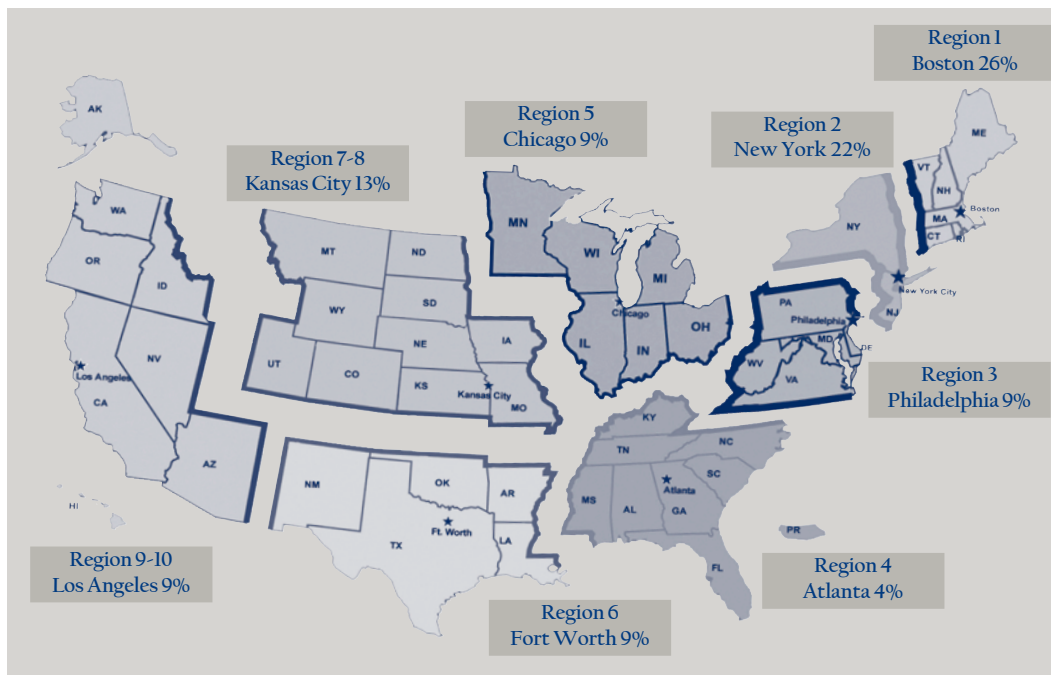 Region 1
Boston 26%
Region 5
Chicago 9%
Region 2
New York 22%
Region 7-8
Kansas City 13%
AK
ME
VT
NH
MA
Boston
CT
RI
NY
New York City
NJ
WA
OR
ID
MT
ND
MN
WI
MI
SD
WY
IA
NE
NV
UT
CO
KS
Kansas City
MO
Chicago
IL
IN
OH
PA
Philadelphia
MD
DE
WV
VA
Los Angeles
CA
AZ
Region 3
Philadelphia 9%
KY
TN
NC
SC
Atlanta
MS
AL
GA
FL
PR
NM
OK
AR
Ft. Worth
TX
LA
HI
Region 9-10
Los Angeles 9%
Region 4
Atlanta 4%
Region 6
Fort Worth 9%